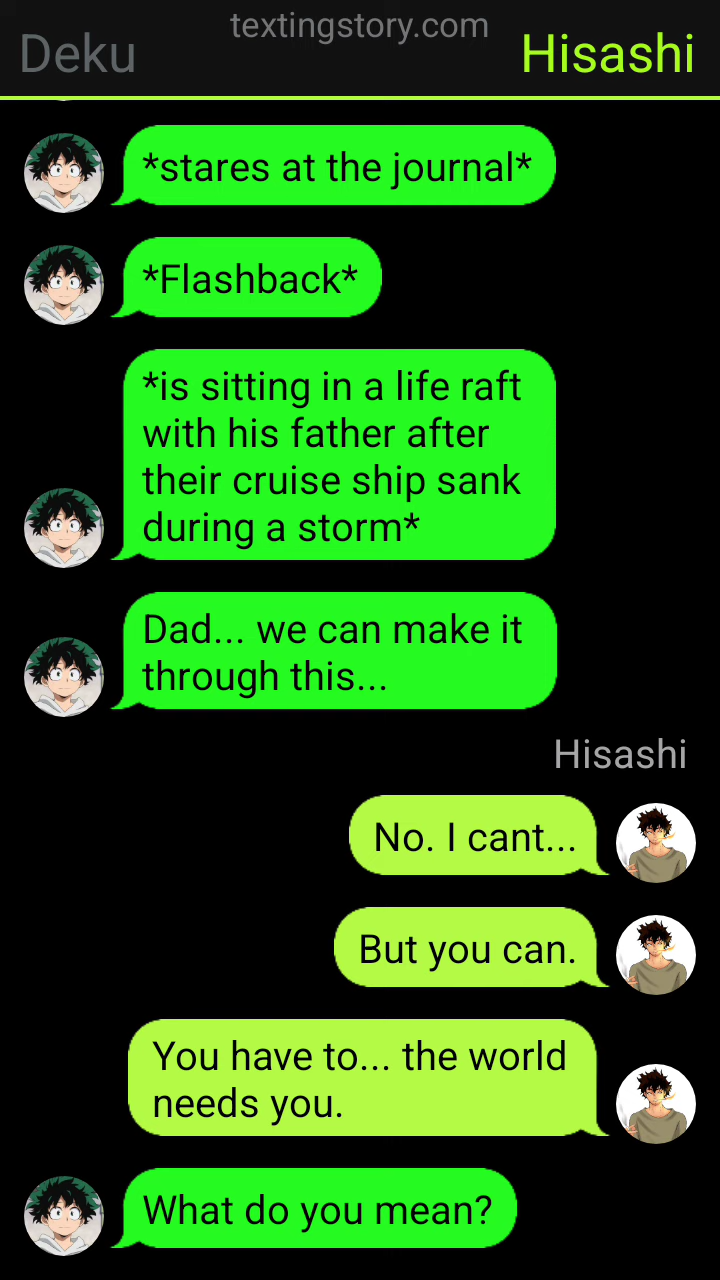 textingstory.com
Deku
Hisashi
*stares at the journal*
*Flashback*
*is sitting in a life raft
with his father after
their cruise ship sank
during a storm*
Dad... we can make it
through this...
Hisashi
No. I cant...
But you can.
You have to... the world
needs you.
What do you mean?